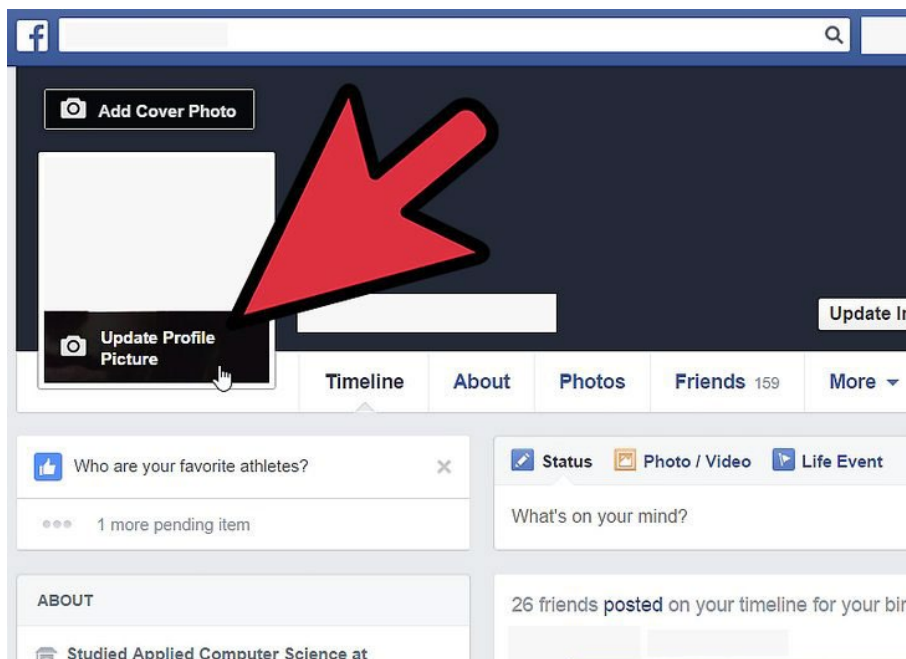 f
Add Cover Photo
Update Profile
Picture
Update
Timeline About Photos Friends 159 More
Who are your favorite athletes?
1 more pending item
Status Photo / Video Life Event
What's on your mind?
ABOUT
Studied Applied Computer Science at
26 friends posted on your timeline for your